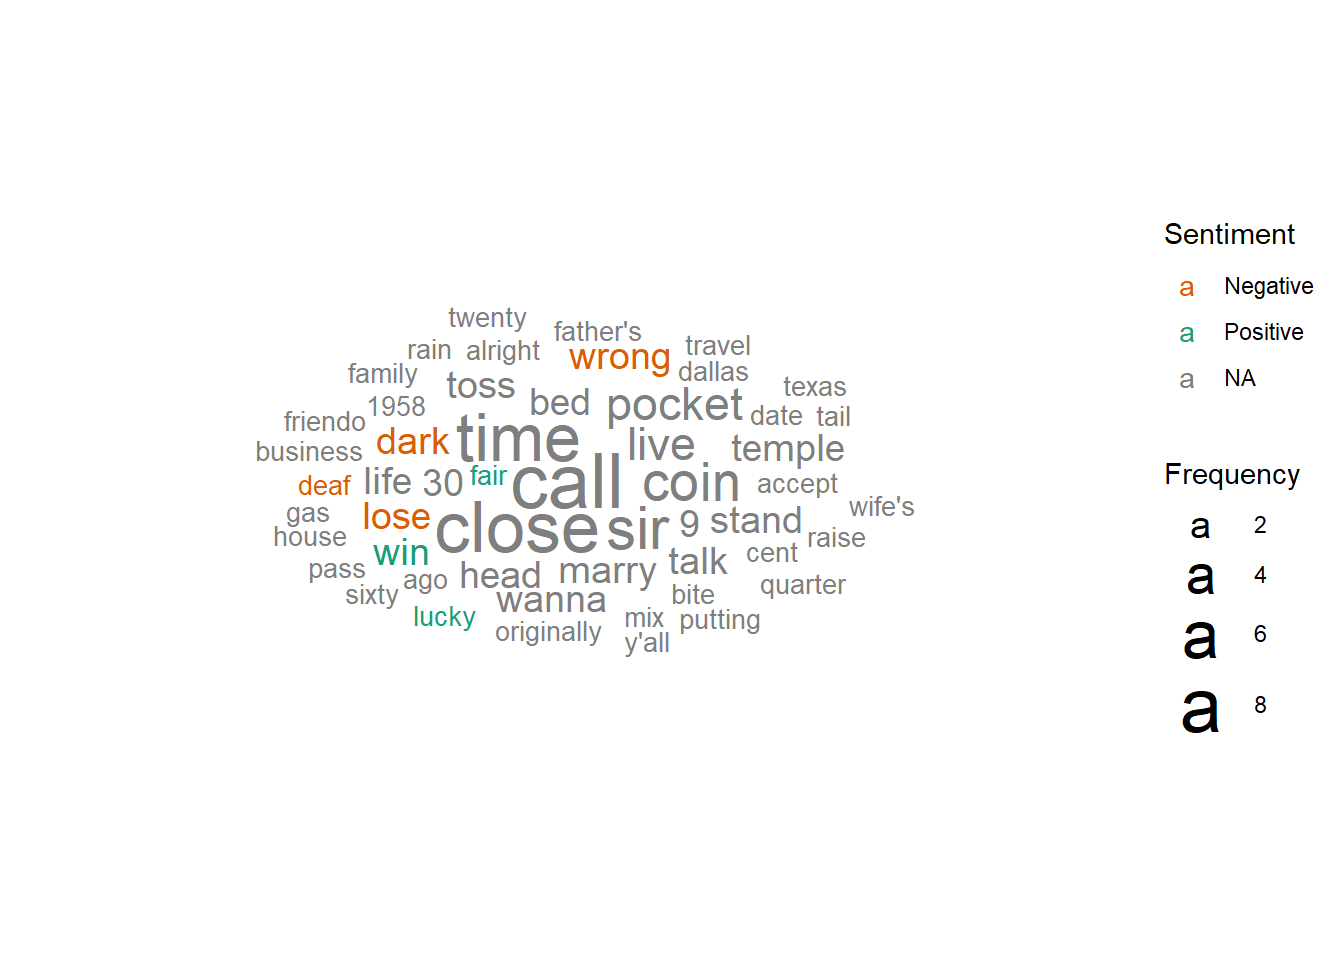 twenty
father's
rain
alright
wrong
travel
family
dallas
toss
texas
1958
bed
pocket
date
tail
friendo
dark
time
live
temple
business
deaf
life
30
fair
call
coin
accept
gas
lose
close
sir
9
stand
wife's
house
win
raise
pass
ago
head
marry
talk
cent
sixty
wanna
bite
quarter
lucky
originally
mix
putting
y'all
Sentiment
a Negative
a Positive
a NA
Frequency
a 2
a 4
a 6
a 8